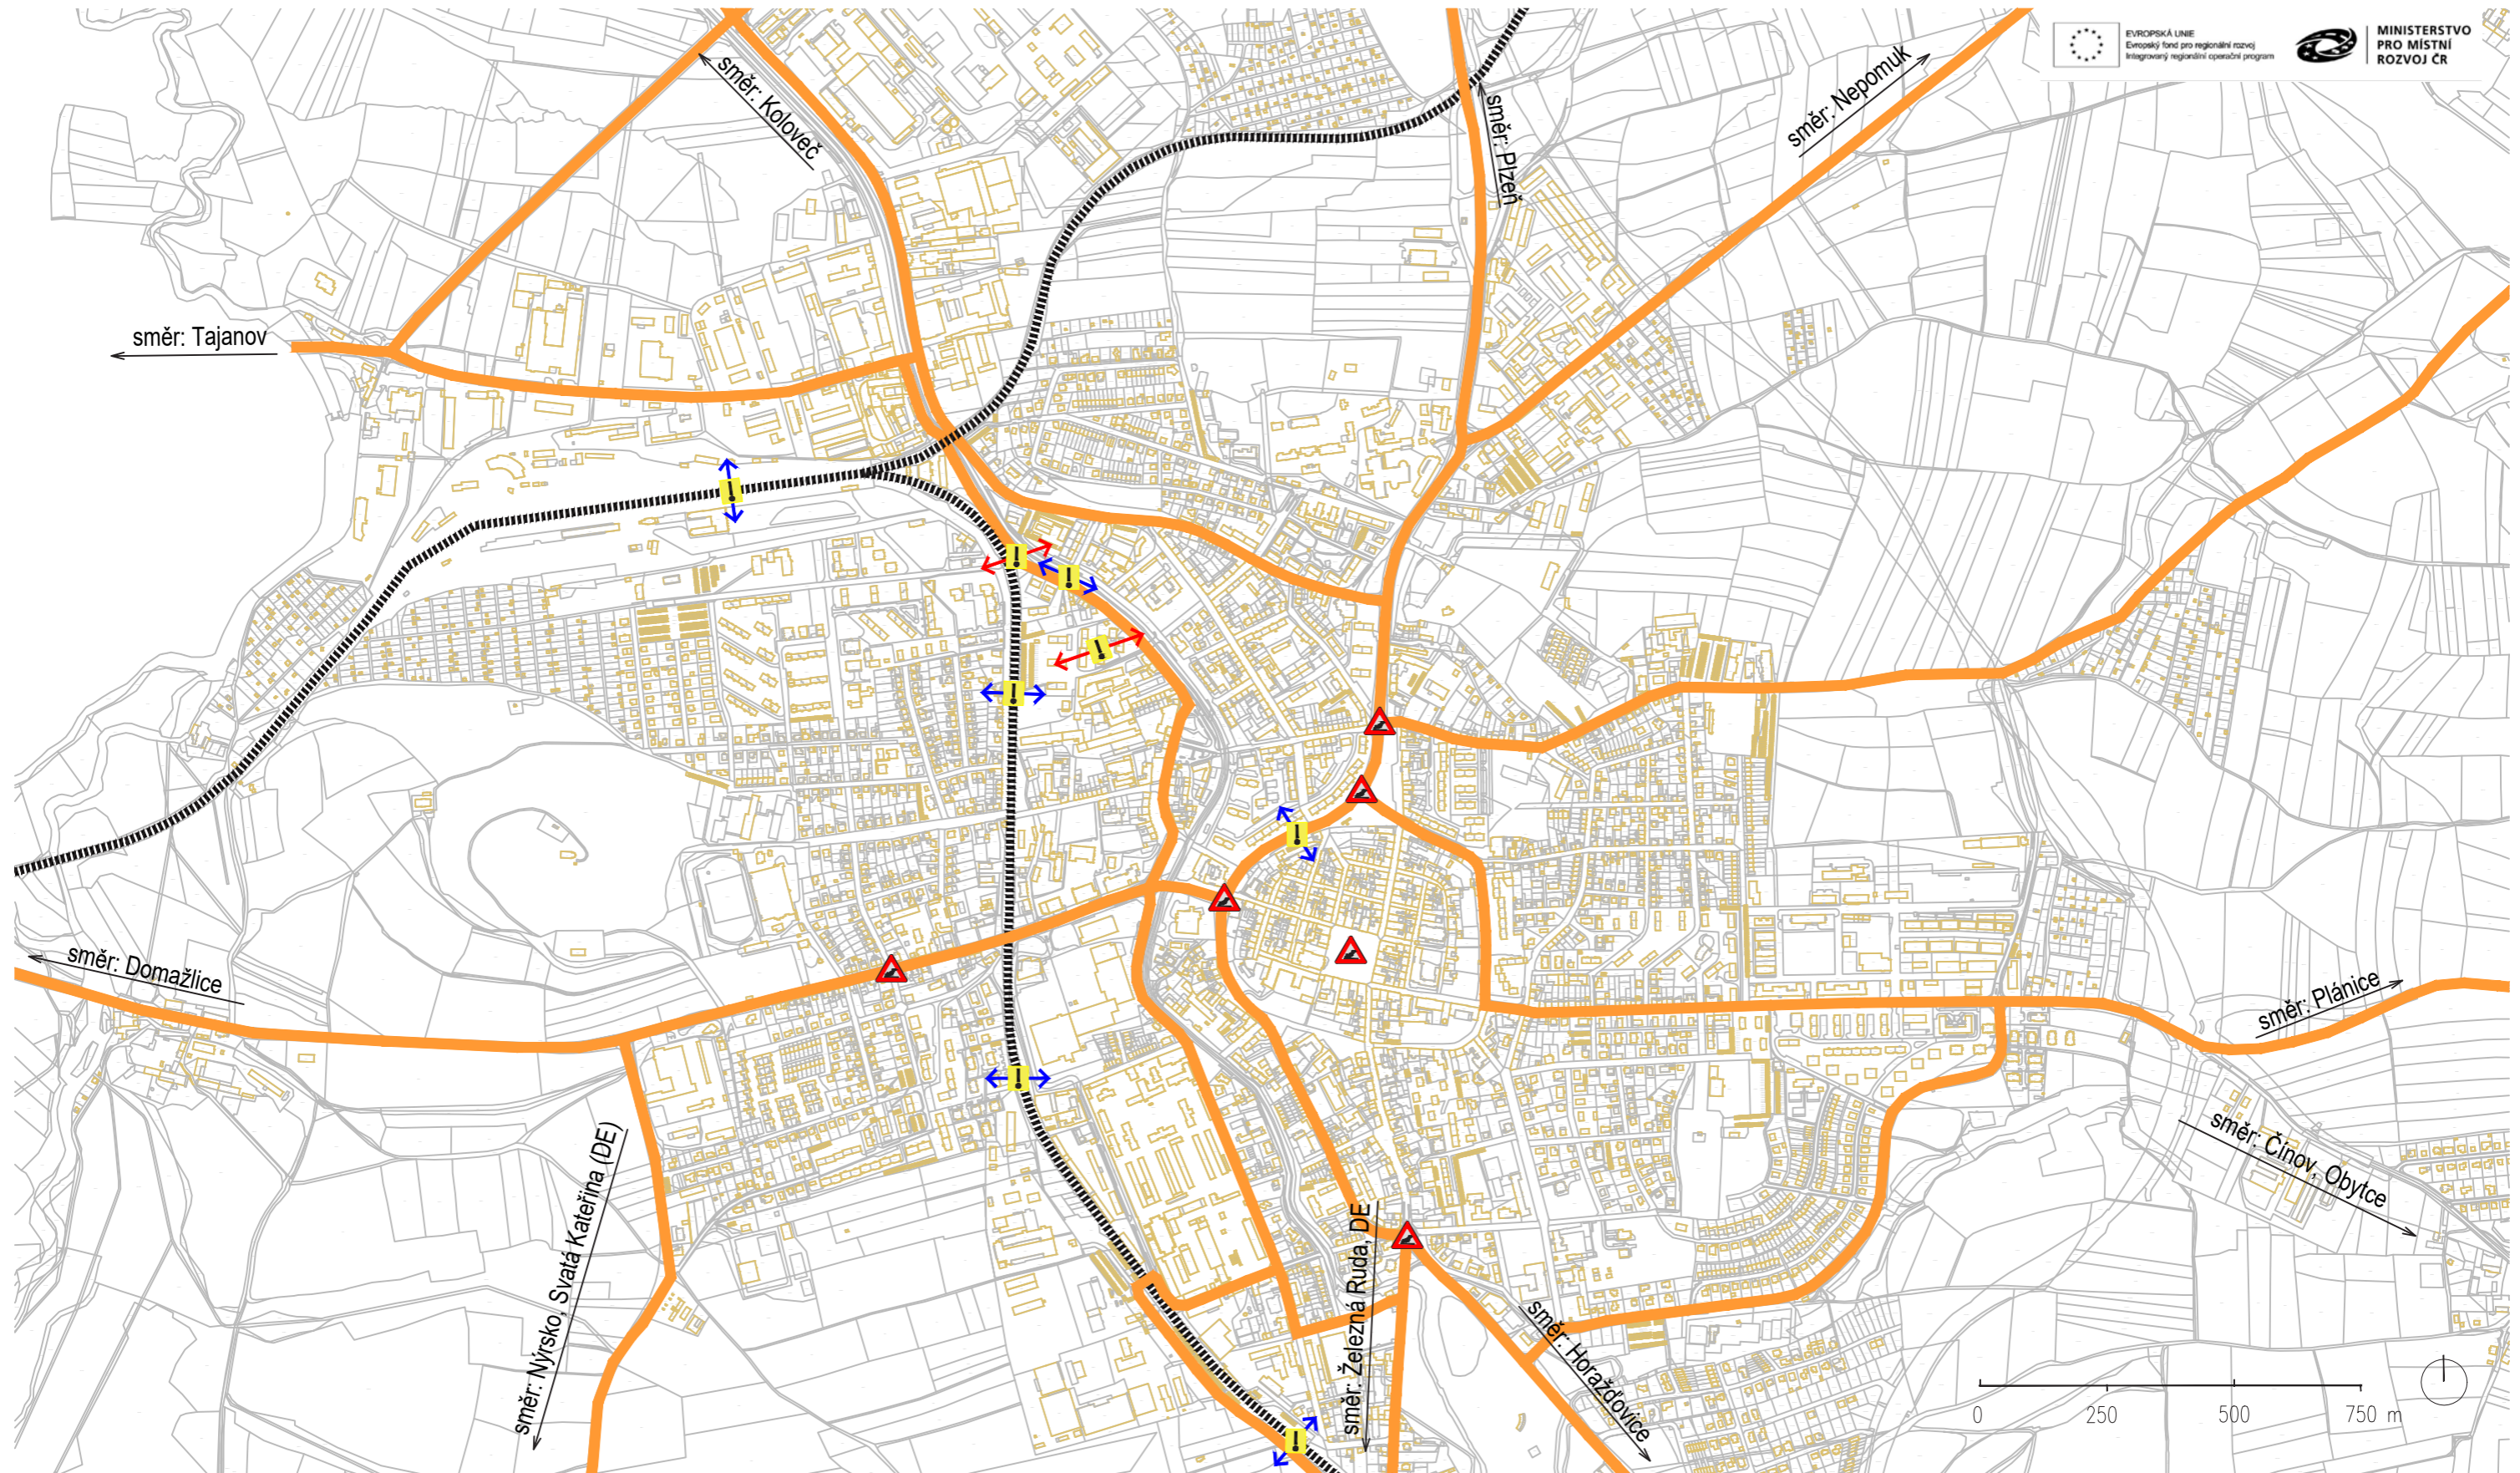 EVROPSKÁ UNIE
Evropský fond pro regionální rozvoj
Integrovaný regionální operační program
MINISTERSTVO
PRO MÍSTNÍ
ROZVOJ ČR
směr: Koloveč
směr: Plzeň
směr: Nepomuk
směr: Tajanov
směr: Domažlice
směr: Plánice
směr: Čínov, Obytce
směr: Nýrsko, Svatá Kateřina (DE)
směr: Železná Ruda, DE
směr: Horažďovice
0 250 500 750 m